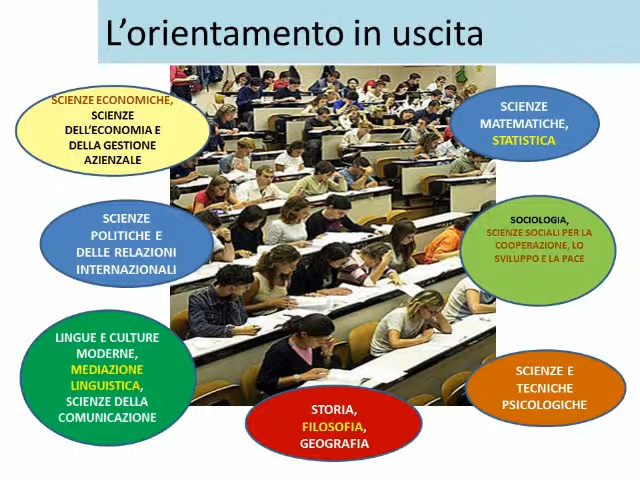 L'orientamento in uscita
SCIENZE ECONOMICHE,
SCIENZE
DELL'ECONOMIA E
DELLA GESTIONE
AZIENZALE
SCIENZE
MATEMATICHE,
STATISTICA
SCIENZE
POLITICHE E
DELLE RELAZIONI
INTERNAZIONALI
SOCIOLOGIA,
SCIENZE SOCIALI PER LA
COOPERAZIONE, LO
SVILUPPO E LA PACE
LINGUE E CULTURE
MODERNE,
MEDIAZIONE
LINGUISTICA,
SCIENZE DELLA
COMUNICAZIONE
SCIENZE E
TECNICHE
PSICOLOGICHE
STORIA,
FILOSOFIA,
GEOGRAFIA